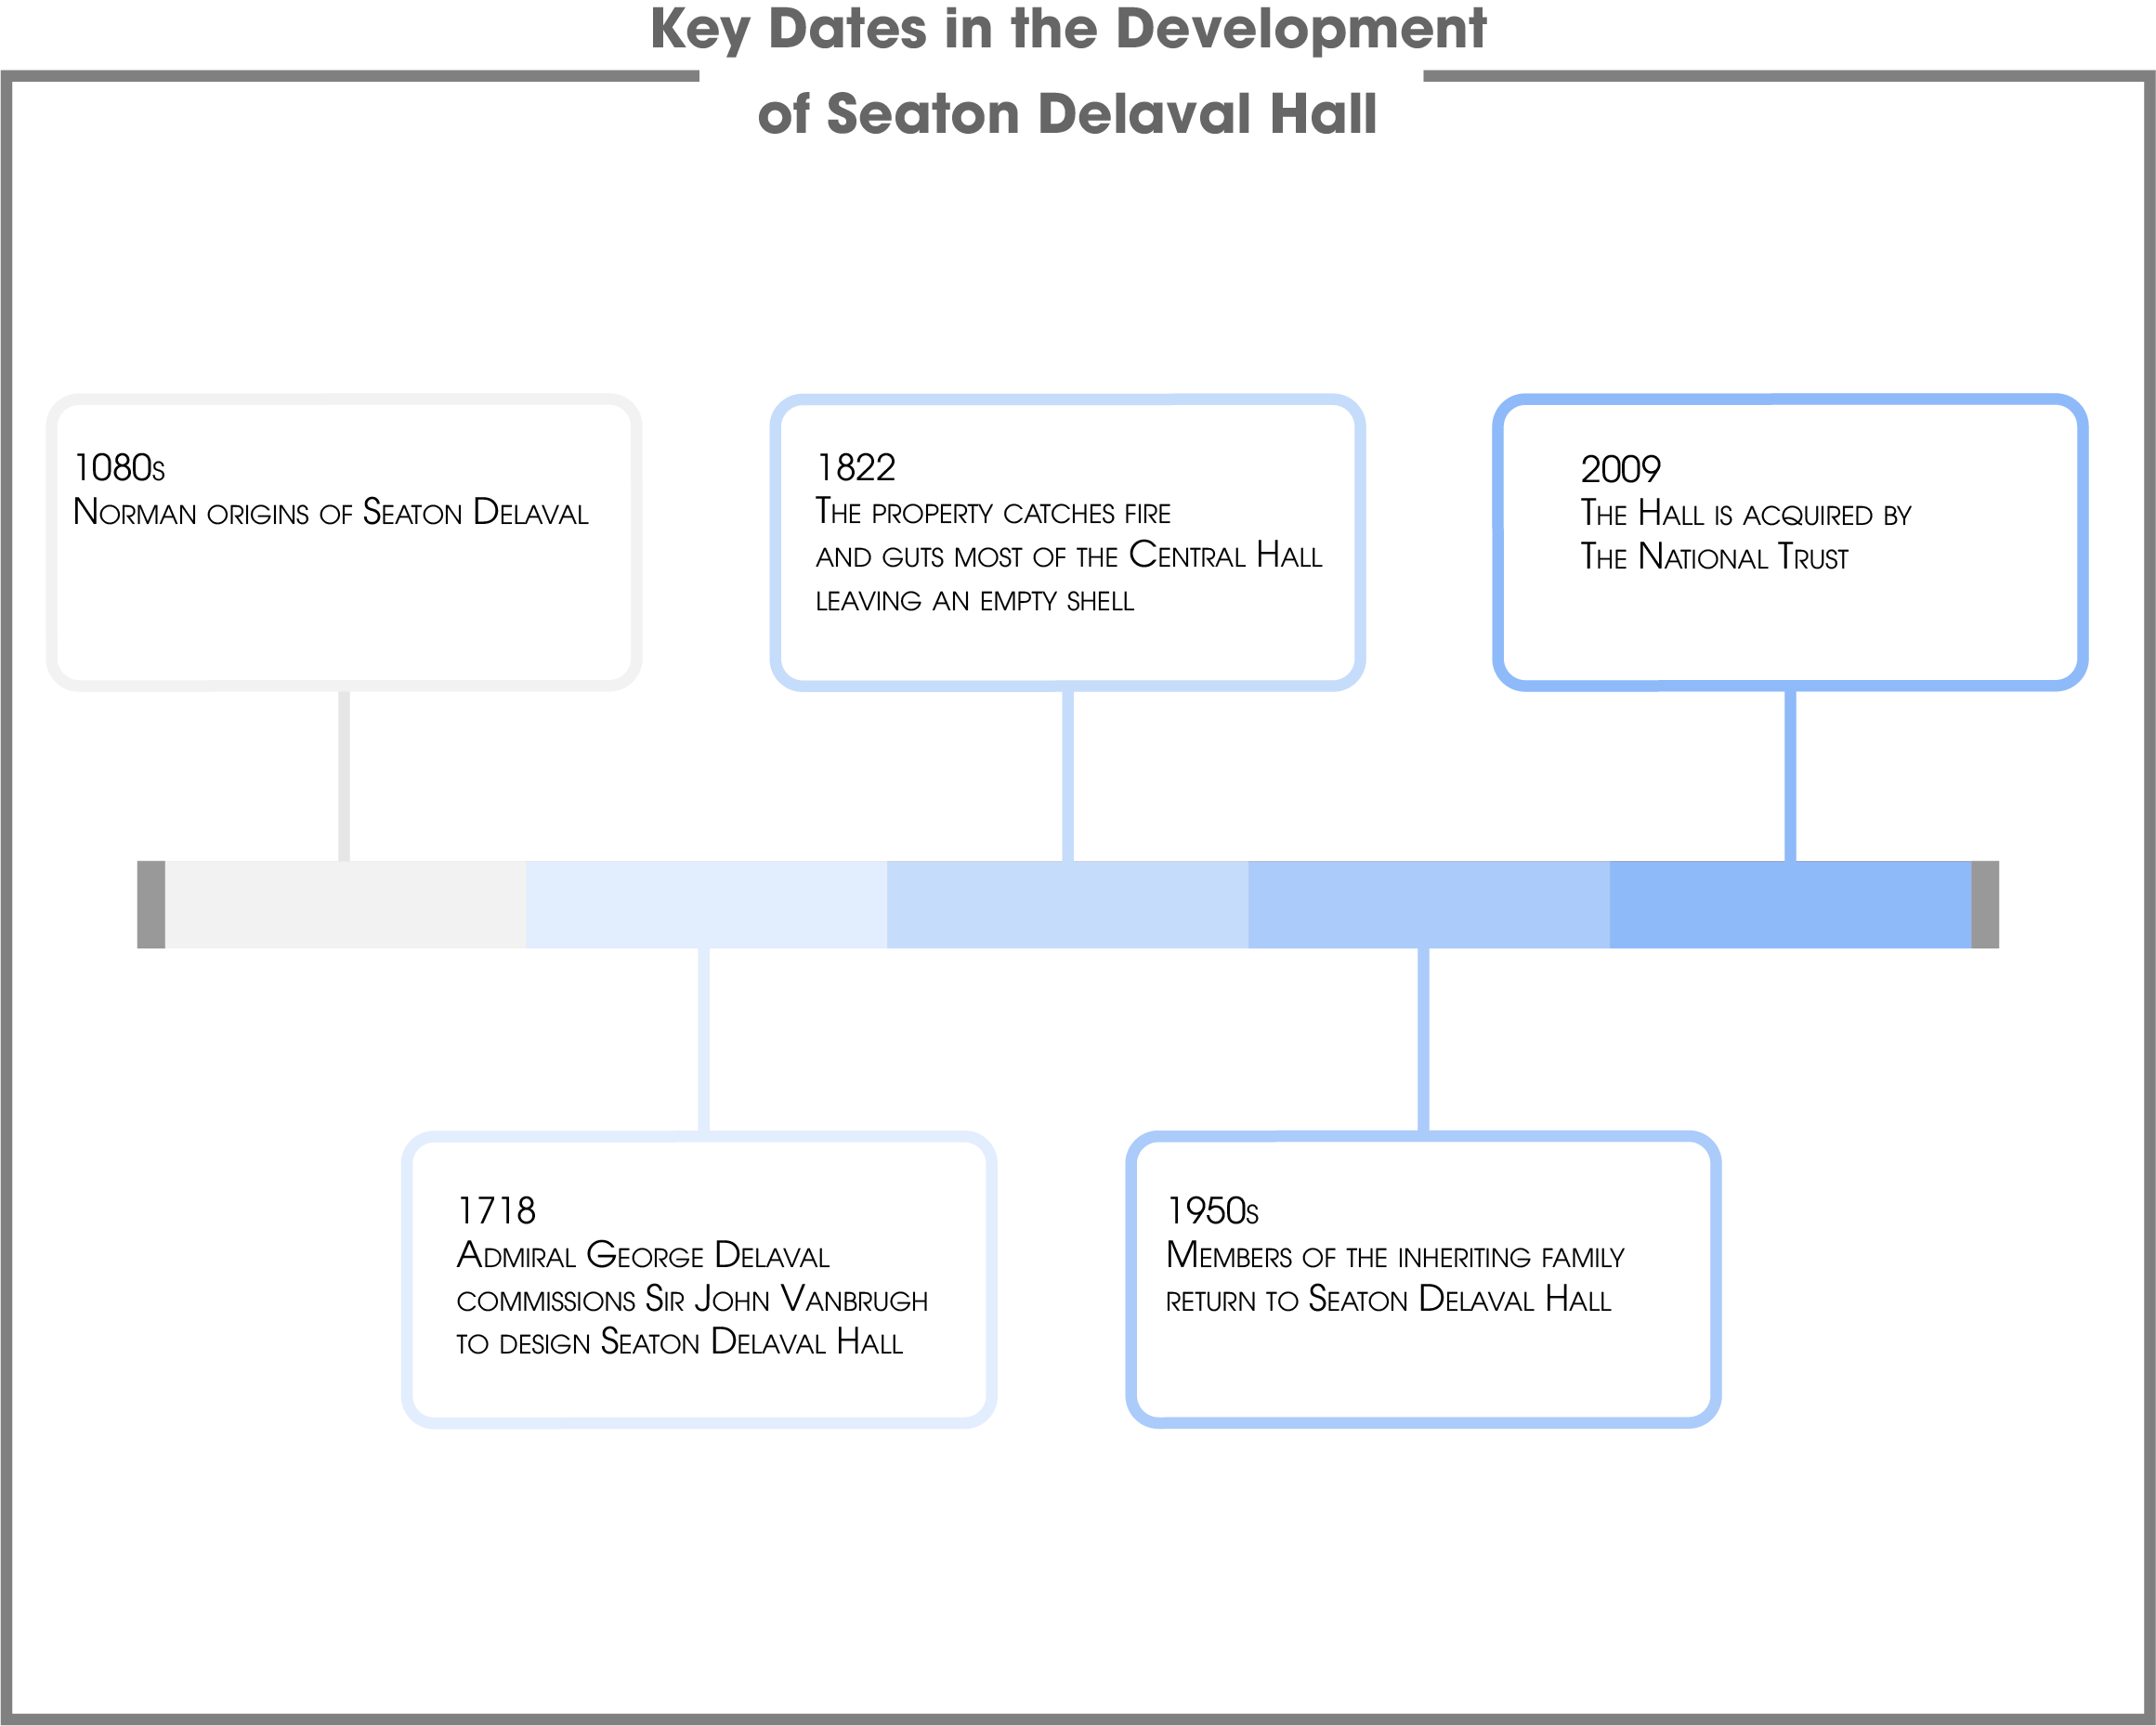 Key Dates in the Development
of Seaton Delaval Hall
1080s
Norman origins of Seaton Delaval
1822
The property catches fire
and guts most of the Central Hall
leaving an empty shell
2009
The Hall is acquired by
The National Trust
1718
Admiral George Delaval
commissions Sir John Vanbrugh
to design Seaton Delaval Hall
1950s
Members of the inheriting family
return to Seaton Delaval Hall